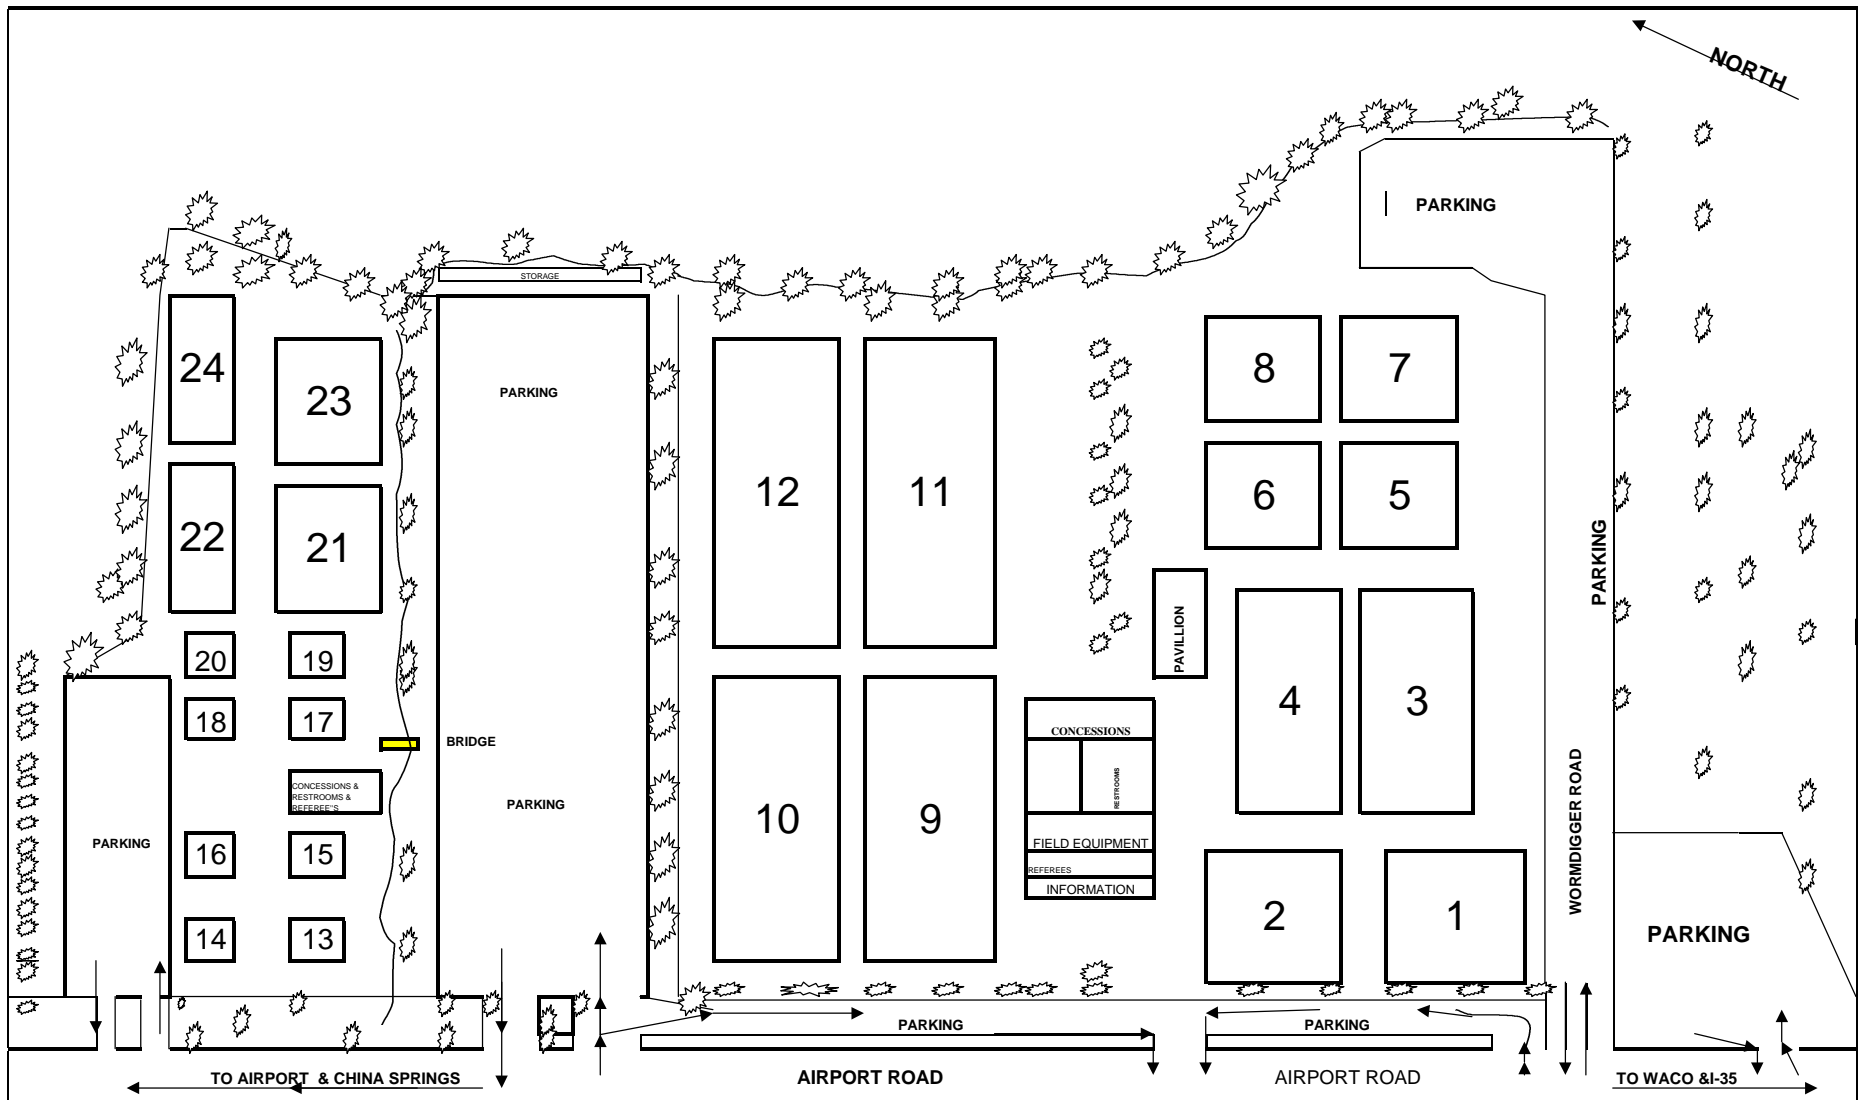 NORTH
PARKING
STORAGE
24
23
PARKING
8
7
12
11
6
5
22
21
PARKING
PAVILLION
20
19
4
3
18
17
BRIDGE
CONCESSIONS
RESTROOMS
WORMDIGGER ROAD
CONCESSIONS &
RESTROOMS &
REFEREE"S
PARKING
10
9
PARKING
FIELD EQUIPMENT
16
15
REFEREES
INFORMATION
2
1
14
13
PARKING
PARKING
PARKING
TO AIRPORT & CHINA SPRINGS
AIRPORT ROAD
AIRPORT ROAD
TO WACO &I-35